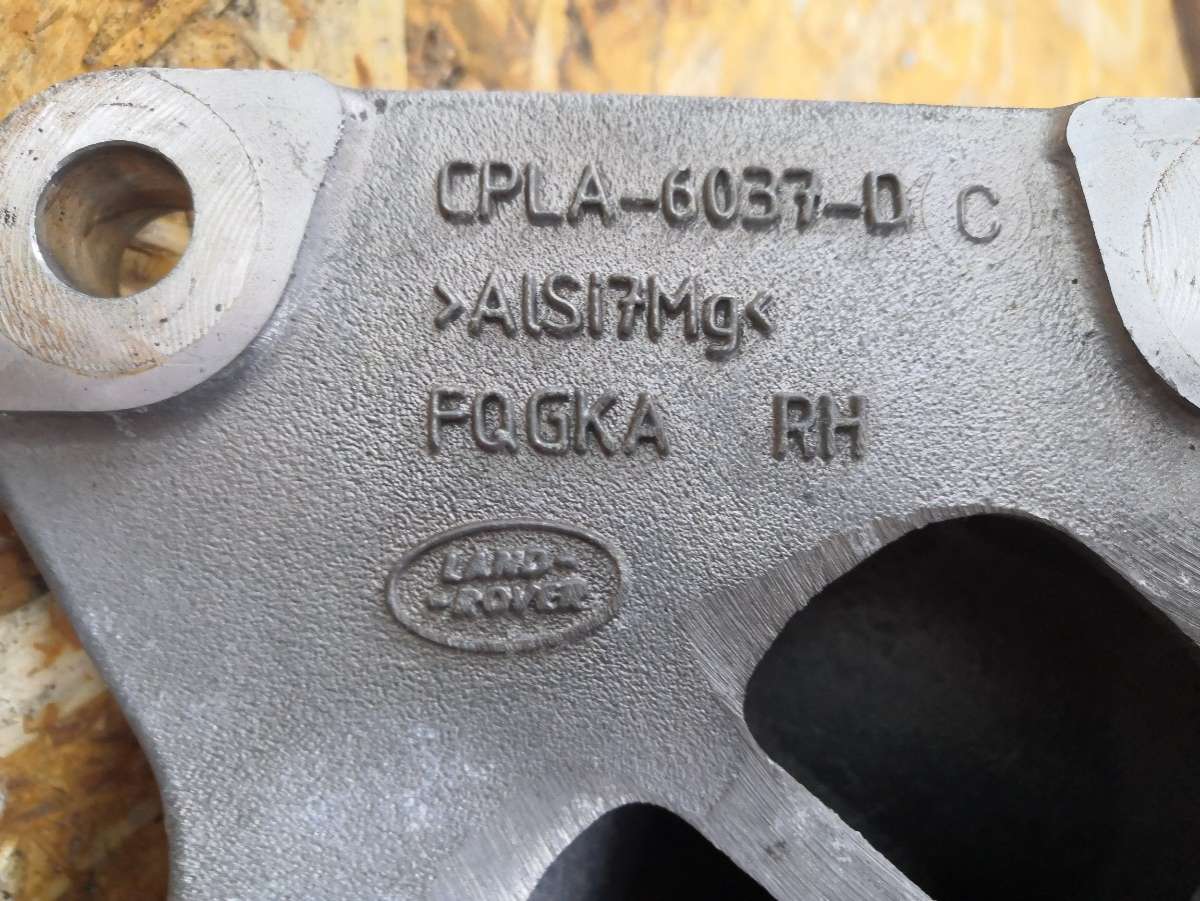 CPLA-6037-D C
>AlSi7Mg<
FQGKA RH
LAND-
-ROVER